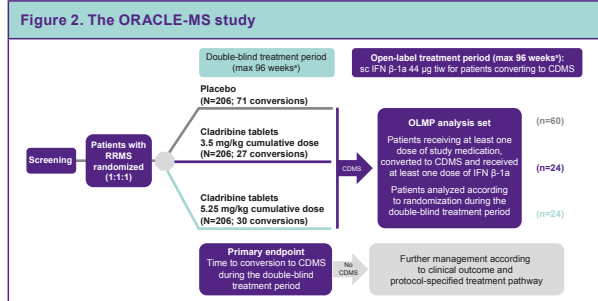 Figure 2. The ORACLE-MS study
Double-blind treatment period
(max 96 weeksᵃ)
Open-label treatment period (max 96 weeksᵃ):
sc IFN β-1a 44 µg tiw for patients converting to CDMS
Screening
Patients with
RRMS
randomized
(1:1:1)
Placebo
(N=206; 71 conversions)
Cladribine tablets
3.5 mg/kg cumulative dose
(N=206; 27 conversions)
Cladribine tablets
5.25 mg/kg cumulative dose
(N=206; 30 conversions)
CDMS
OLMP analysis set
Patients receiving at least one
dose of study medication,
converted to CDMS and received
at least one dose of IFN β-1a
Patients analyzed according
to randomization during the
double-blind treatment period
(n=60)
(n=24)
(n=24)
Primary endpoint
Time to conversion to CDMS
during the double-blind
treatment period
No
CDMS
Further management according
to clinical outcome and
protocol-specified treatment pathway